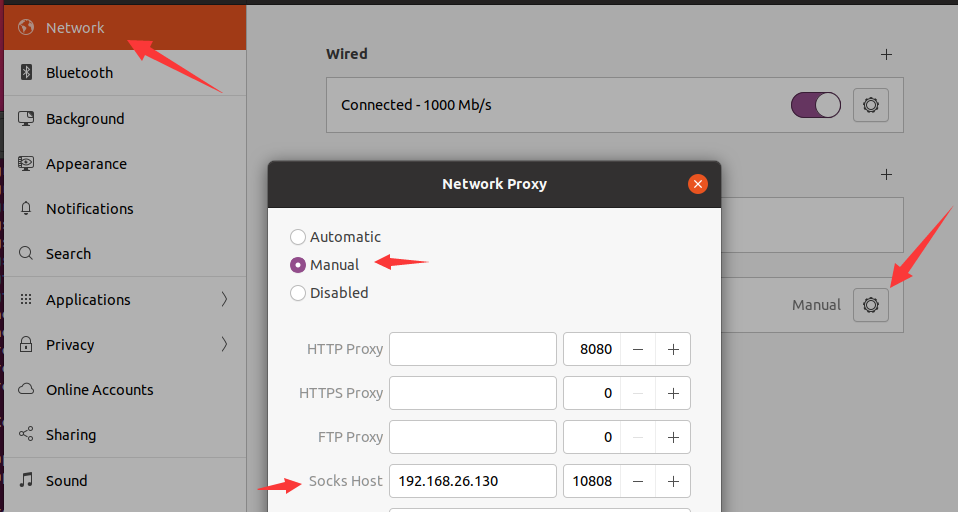 Network
Bluetooth
Background
Appearance
Notifications
Search
Applications
Privacy
Online Accounts
Sharing
Sound
Wired
Connected - 1000 Mb/s
Manual
Network Proxy
Automatic
Manual
Disabled
HTTP Proxy 8080 − +
HTTPS Proxy 0 − +
FTP Proxy 0 − +
Socks Host 192.168.26.130 10808 − +